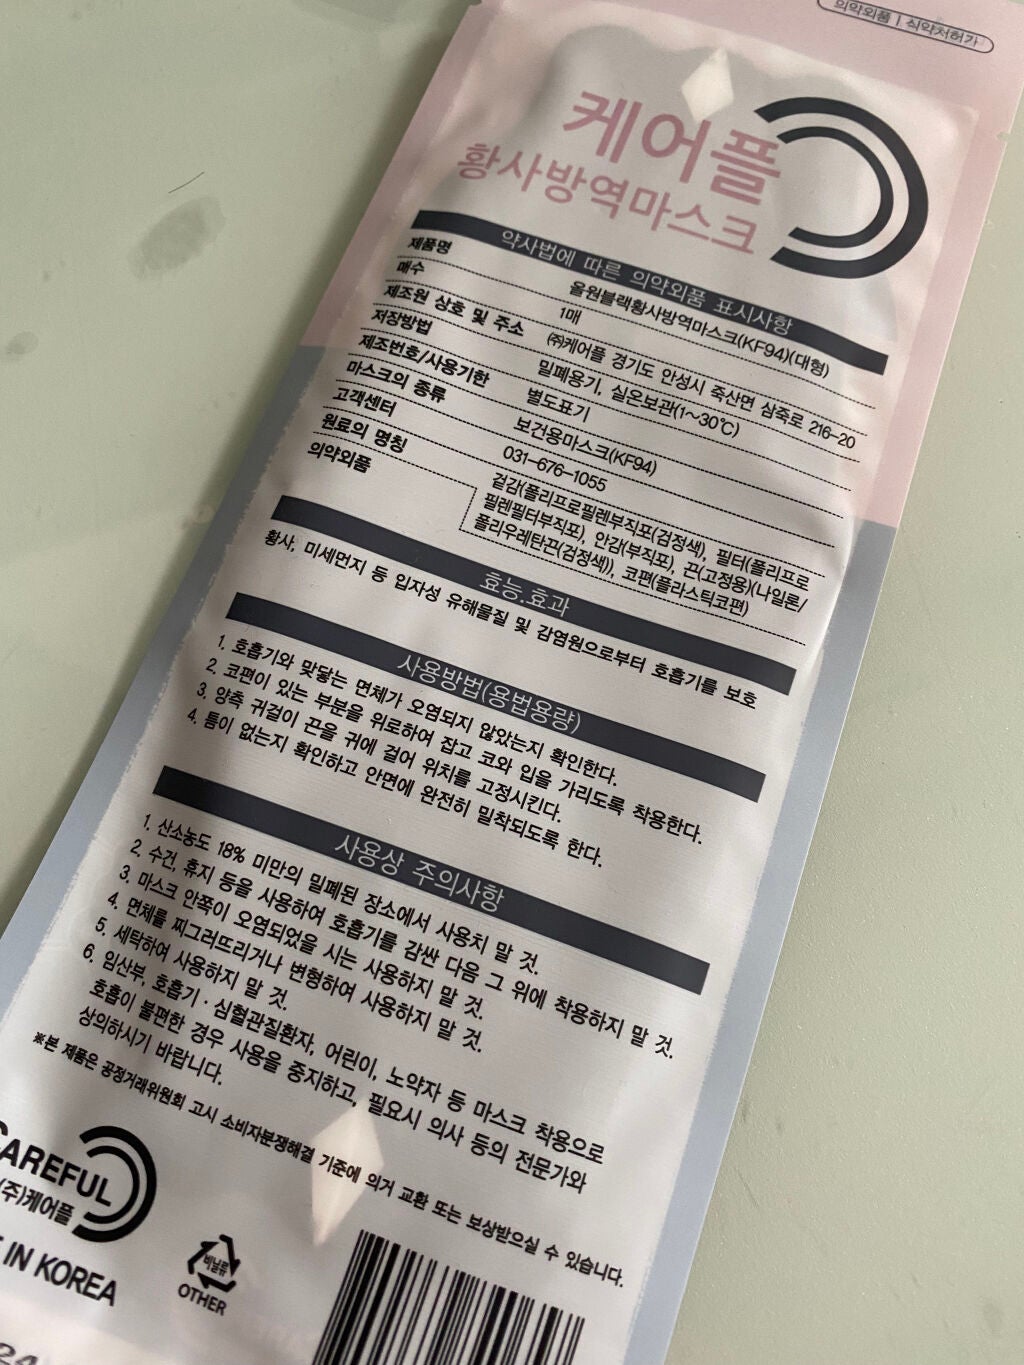 의약외품 | 식약처허가
케어플
황사방역마스크
약사법에 따른 의약외품 표시사항
제품명 올원블랙황사방역마스크(KF94)(대형)
매수 1매
제조원 상호 및 주소 ㈜케어플 경기도 안성시 죽산면 삼죽로 216-20
저장방법 밀폐용기, 실온보관(1~30℃)
제조번호/사용기한 별도표기
마스크의 종류 보건용마스크(KF94)
고객센터 031-676-1055
원료의 명칭 겉감(폴리프로필렌부직포(검정색), 필터(폴리프로
필렌필터부직포), 안감(부직포), 끈(고정용)(나일론/
폴리우레탄끈(검정색)), 코편(플라스틱코편)
의약외품
효능.효과
황사, 미세먼지 등 입자성 유해물질 및 감염원으로부터 호흡기를 보호
사용방법(용법용량)
1. 호흡기와 맞닿는 면체가 오염되지 않았는지 확인한다.
2. 코편이 있는 부분을 위로하여 잡고 코와 입을 가리도록 착용한다.
3. 양측 귀걸이 끈을 귀에 걸어 위치를 고정시킨다.
4. 틈이 없는지 확인하고 안면에 완전히 밀착되도록 한다.
사용상 주의사항
1. 산소농도 18% 미만의 밀폐된 장소에서 사용치 말 것.
2. 수건, 휴지 등을 사용하여 호흡기를 감싼 다음 그 위에 착용하지 말 것.
3. 마스크 안쪽이 오염되었을 시는 사용하지 말 것.
4. 면체를 찌그러뜨리거나 변형하여 사용하지 말 것.
5. 세탁하여 사용하지 말 것.
6. 임산부, 호흡기 · 심혈관질환자, 어린이, 노약자 등 마스크 착용으로
호흡이 불편한 경우 사용을 중지하고, 필요시 의사 등의 전문가와
상의하시기 바랍니다.
※본 제품은 공정거래위원회 고시 소비자분쟁해결 기준에 의거 교환 또는 보상받으실 수 있습니다.
CAREFUL
(주)케어플
IN KOREA
비닐류
OTHER